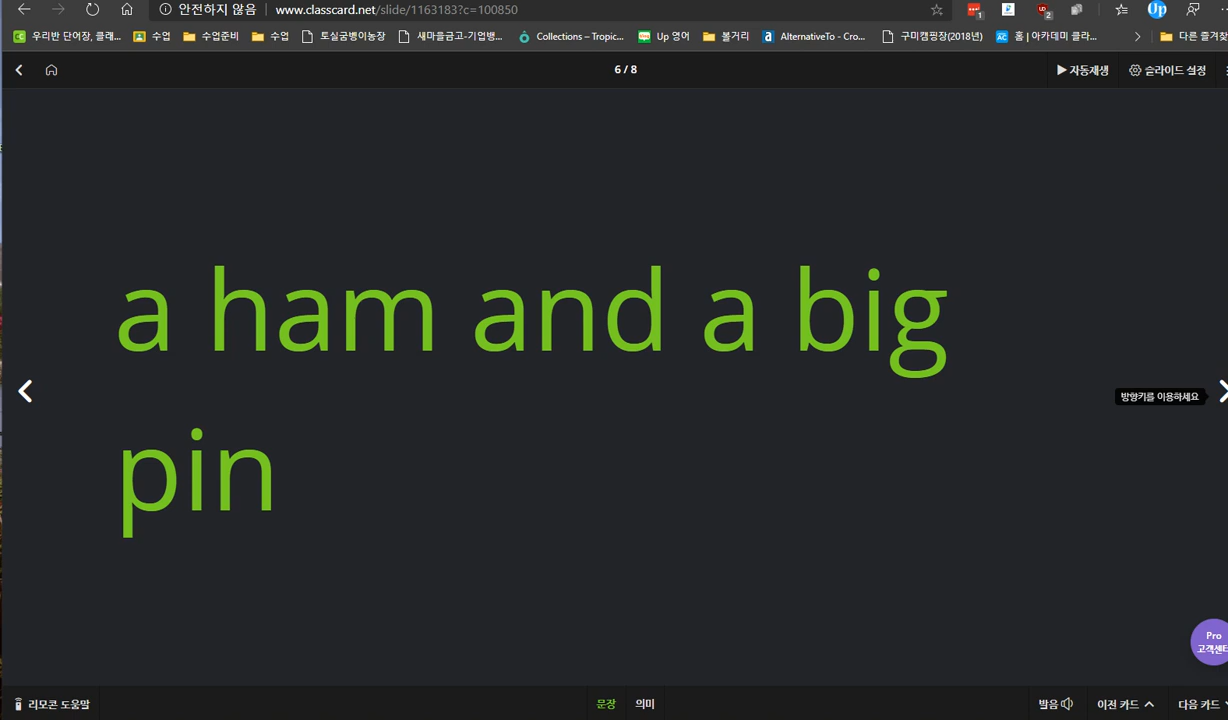 안전하지 않음 | www.classcard.net/slide/1163183?c=100850
1 2 Up
우리반 단어장, 클래... 수업 수업준비 수업 토실굼벵이농장 새마을금고-기업뱅... Collections – Tropic... Up 영어 볼거리 AlternativeTo - Cro... 구미캠핑장(2018년) 홈 | 아카데미 클라... 다른 즐겨찾
6 / 8 자동재생 슬라이드 설정
a ham and a big
pin
방향키를 이용하세요
Pro
고객센터
리모콘 도움말 문장 의미 발음 이전 카드 다음 카드